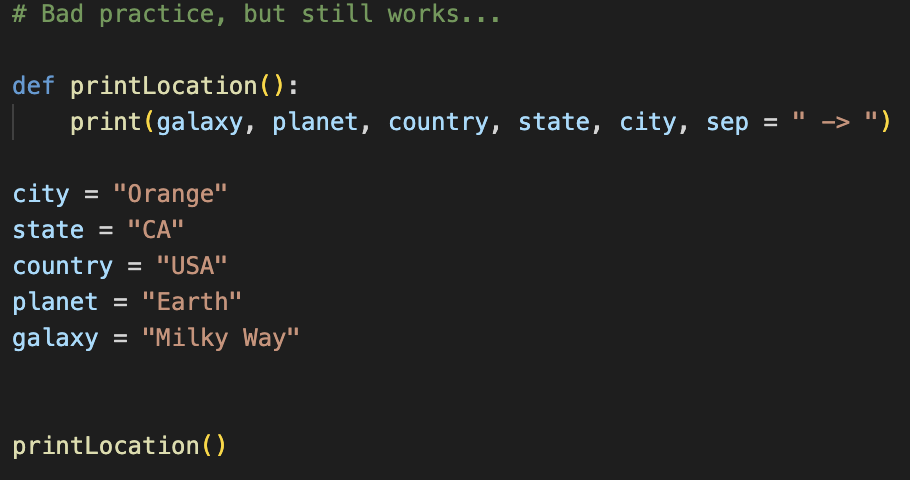 # Bad practice, but still works...
def printLocation():
    print(galaxy, planet, country, state, city, sep = " -> ")
city = "Orange"
state = "CA"
country = "USA"
planet = "Earth"
galaxy = "Milky Way"
printLocation()